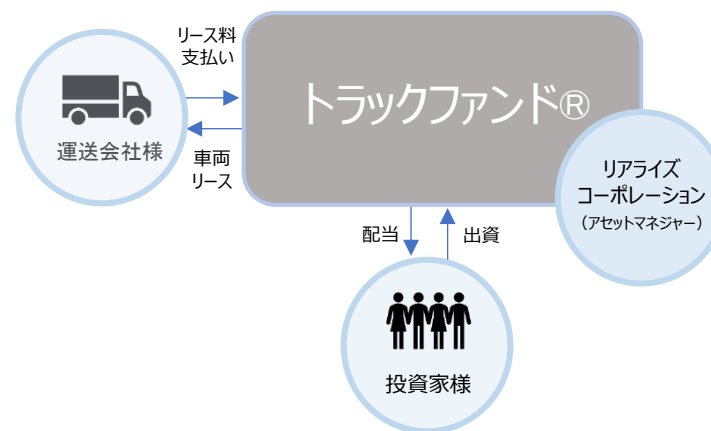 リース料
支払い
トラックファンド®
運送会社様
車両
リース
リアライズ
コーポレーション
（アセットマネジャー）
配当
出資
投資家様